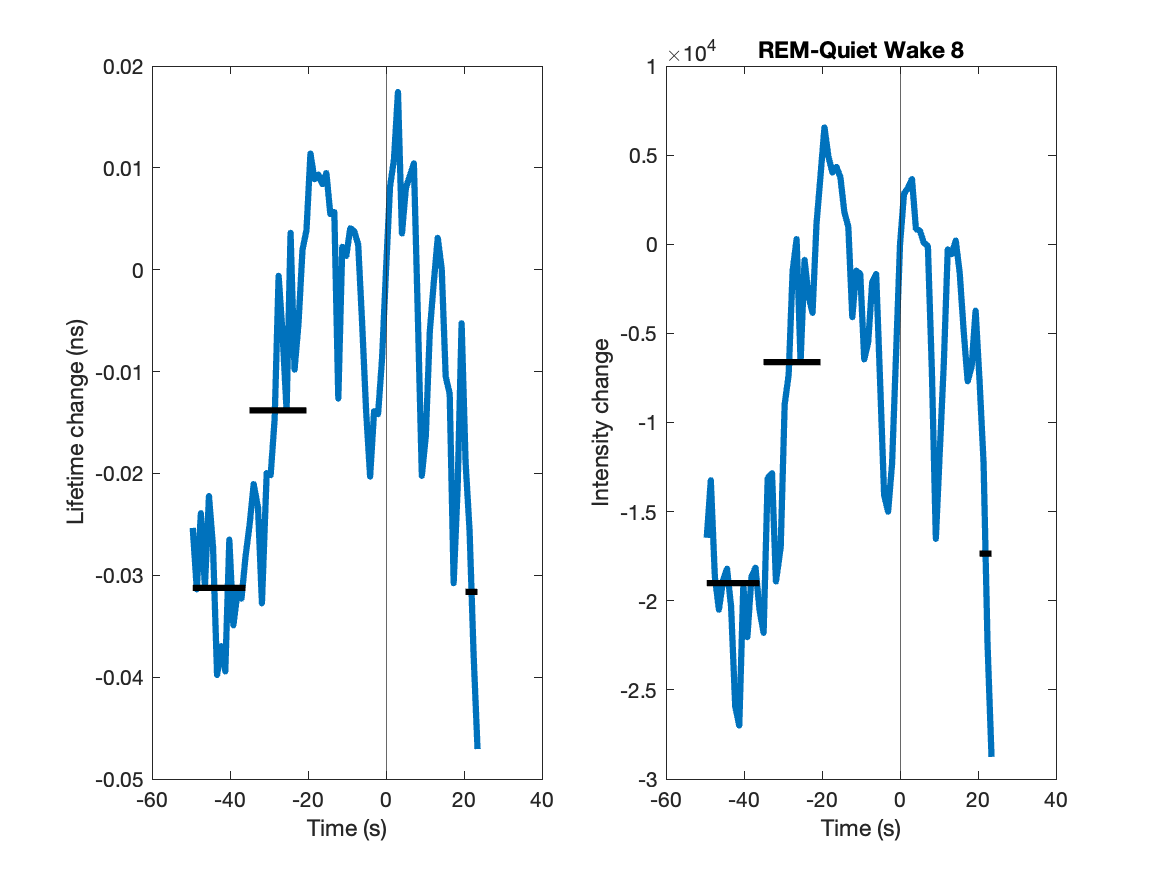 0.02
0.01
0
-0.01
-0.02
-0.03
-0.04
-0.05
-60 -40 -20 0 20 40
Time (s)
Lifetime change (ns)
REM-Quiet Wake 8
×10^4
1
0.5
0
-0.5
-1
-1.5
-2
-2.5
-3
-60 -40 -20 0 20 40
Time (s)
Intensity change